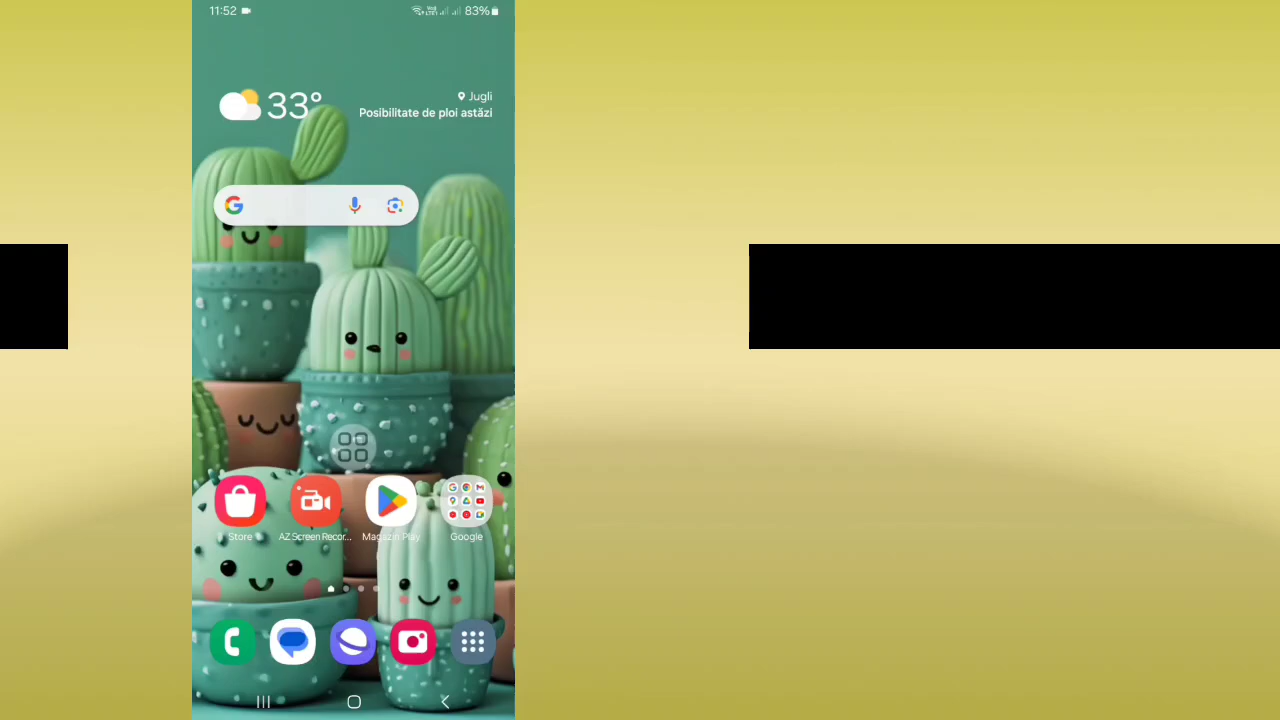 11:52
83%
33°
Jugli
Posibilitate de ploi astăzi
Store
AZ Screen Recor...
Magazin Play
Google